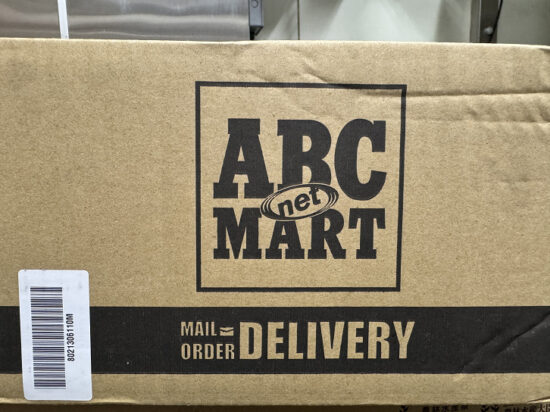 ABC
net
MART
MAIL ORDER DELIVERY
8021306110M